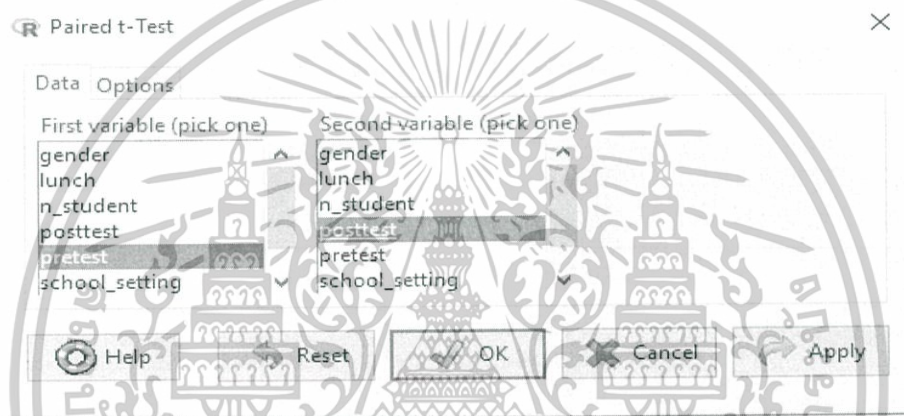 R Paired t-Test
Data Options
First variable (pick one) Second variable (pick one)
gender gender
lunch lunch
n_student n_student
posttest posttest
pretest pretest
school_setting school_setting
Help Reset OK Cancel Apply